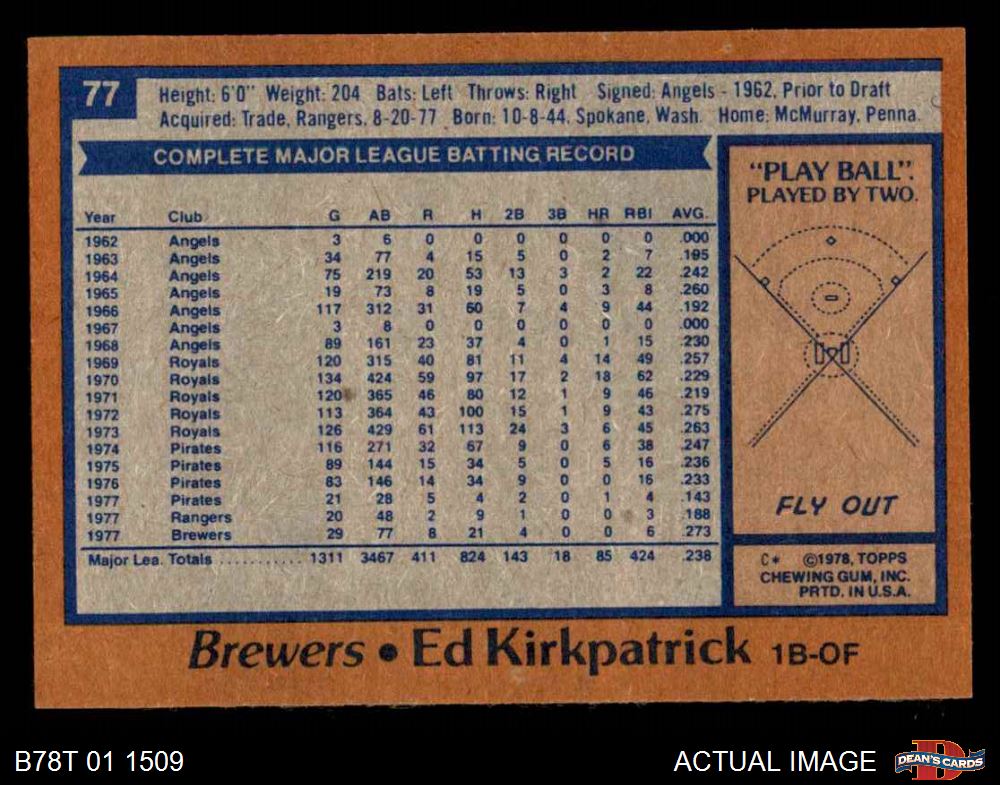 77
Height: 6'0" Weight: 204 Bats: Left Throws: Right Signed: Angels - 1962, Prior to Draft
Acquired: Trade, Rangers, 8-20-77 Born: 10-8-44, Spokane, Wash. Home: McMurray, Penna.
COMPLETE MAJOR LEAGUE BATTING RECORD
Year Club G AB R H 2B 3B HR RBI AVG.
1962 Angels 3 6 0 0 0 0 0 0 .000
1963 Angels 34 77 4 15 5 0 2 7 .195
1964 Angels 75 219 20 53 13 3 2 22 .242
1965 Angels 19 73 8 19 5 0 3 8 .260
1966 Angels 117 312 31 60 7 4 9 44 .192
1967 Angels 3 8 0 0 0 0 0 0 .000
1968 Angels 89 161 23 37 4 0 1 15 .230
1969 Royals 120 315 40 81 11 4 14 49 .257
1970 Royals 134 424 59 97 17 2 18 62 .229
1971 Royals 120 365 46 80 12 1 9 46 .219
1972 Royals 113 364 43 100 15 1 9 43 .275
1973 Royals 126 429 61 113 24 3 6 45 .263
1974 Pirates 116 271 32 67 9 0 6 38 .247
1975 Pirates 89 144 15 34 5 0 5 16 .236
1976 Pirates 83 146 14 34 9 0 0 16 .233
1977 Pirates 21 28 5 4 2 0 1 4 .143
1977 Rangers 20 48 2 9 1 0 0 3 .188
1977 Brewers 29 77 8 21 4 0 0 6 .273
Major Lea. Totals ........... 1311 3467 411 824 143 18 85 424 .238
"PLAY BALL":
PLAYED BY TWO.
FLY OUT
C* ©1978, TOPPS
CHEWING GUM, INC.
PRTD. IN U.S.A.
Brewers • Ed Kirkpatrick 1B-OF
B78T 01 1509
ACTUAL IMAGE
D
DEAN'S CARDS